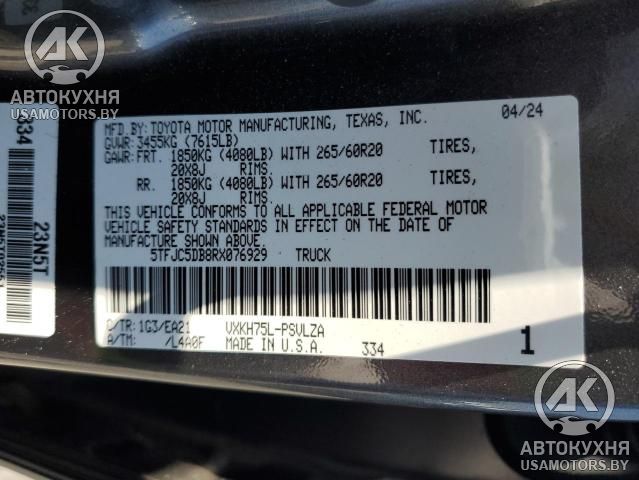 АК
АВТОКУХНЯ
USAMOTORS.BY
MFD.BY:TOYOTA MOTOR MANUFACTURING, TEXAS, INC. 04/24
GVWR:3455KG (7615LB)
GAWR:FRT. 1850KG (4080LB) WITH 265/60R20 TIRES,
20X8J RIMS.
RR. 1850KG (4080LB) WITH 265/60R20 TIRES,
20X8J RIMS.
THIS VEHICLE CONFORMS TO ALL APPLICABLE FEDERAL MOTOR
VEHICLE SAFETY STANDARDS IN EFFECT ON THE DATE OF
MANUFACTURE SHOWN ABOVE.
5TFJC5DB8RX076929 TRUCK
C/TR:1G3/EA21 VXKH75L-PSVLZA
A/TM: /L4A0F MADE IN U.S.A. 334 1
334
23N5T
АК
АВТОКУХНЯ
USAMOTORS.BY